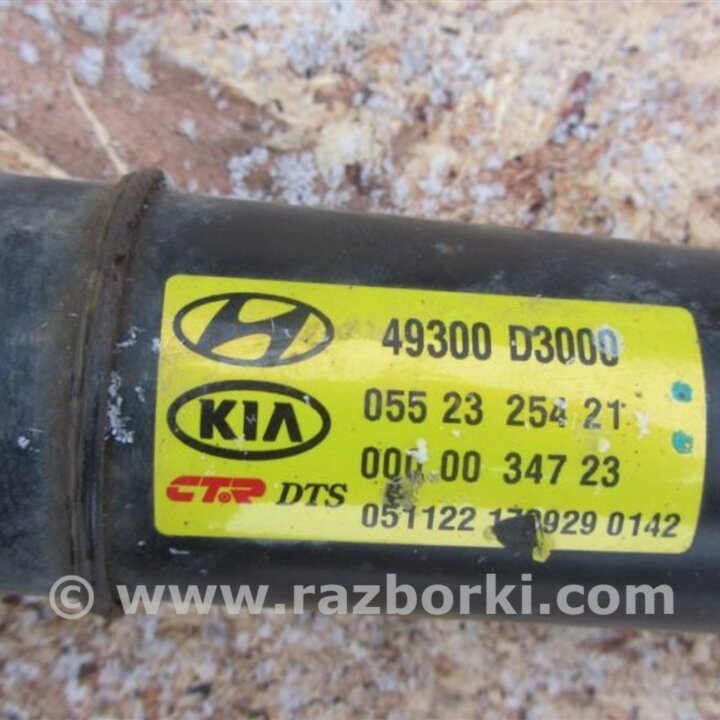 49300 D3000
KIA
055 23 254 21
000 00 347 23
CTR DTS
051122 0142
© www.razborki.com